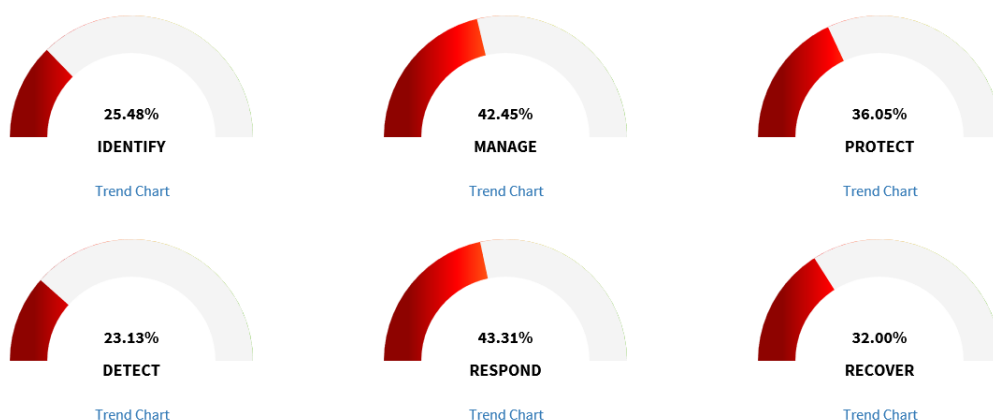 25.48%
IDENTIFY
Trend Chart
42.45%
MANAGE
Trend Chart
36.05%
PROTECT
Trend Chart
23.13%
DETECT
Trend Chart
43.31%
RESPOND
Trend Chart
32.00%
RECOVER
Trend Chart